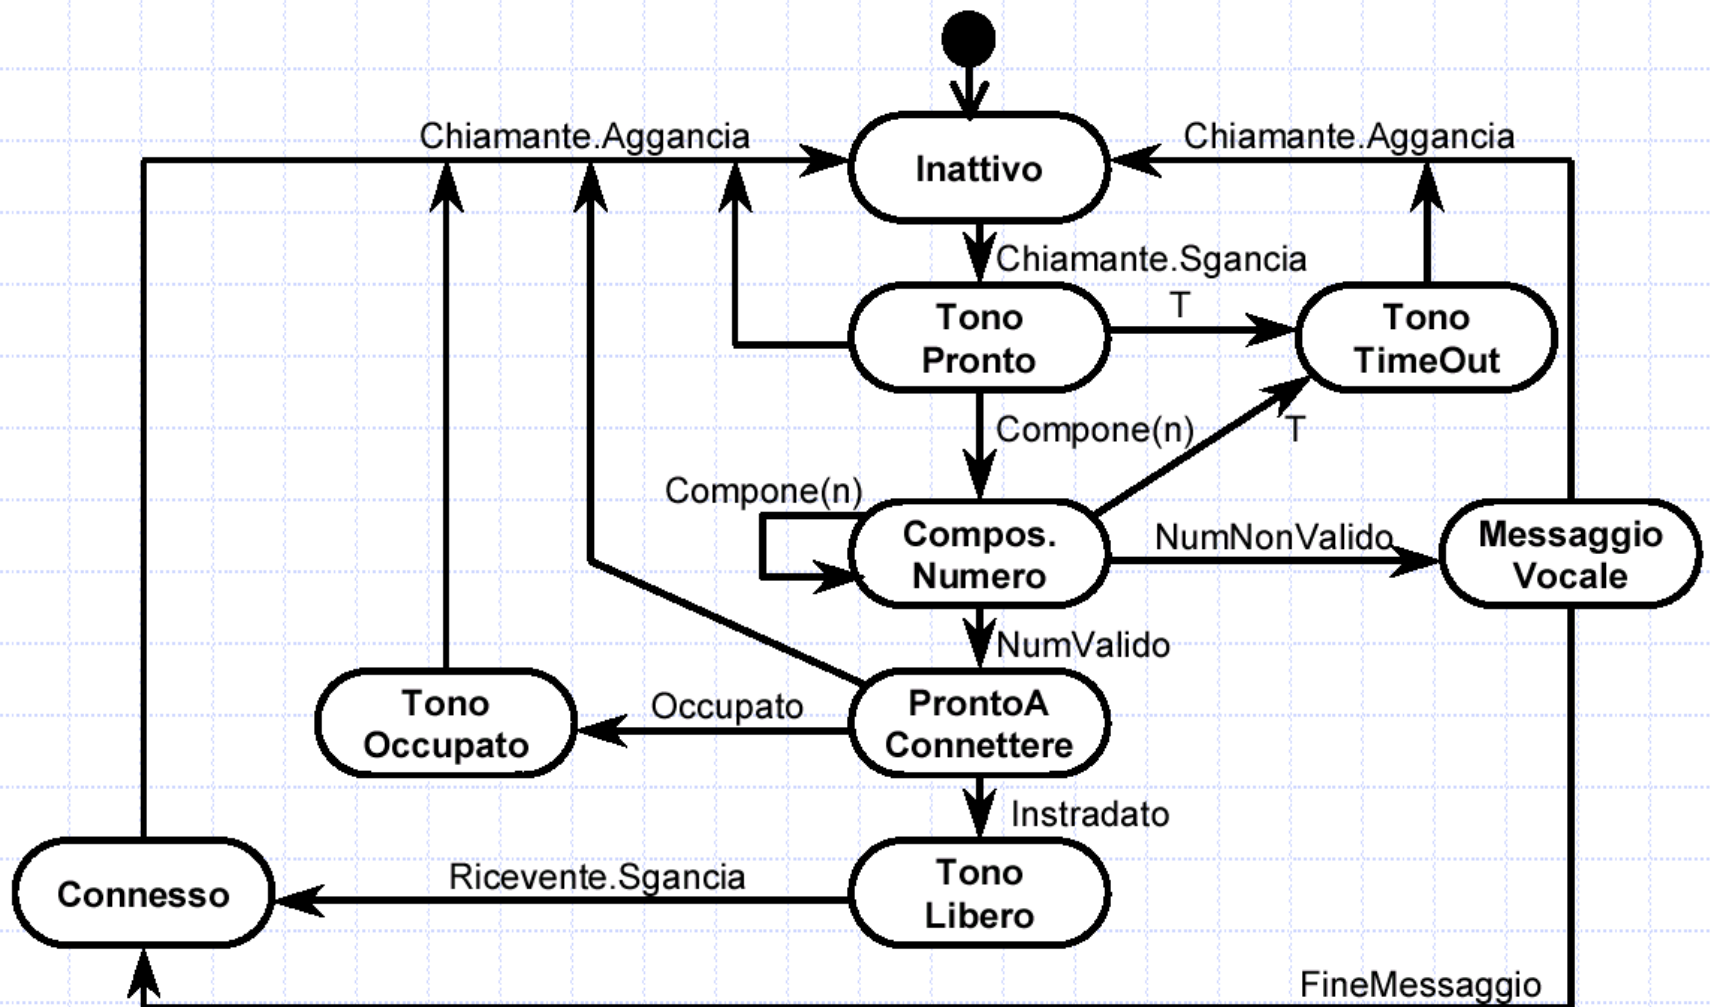 Chiamante.Aggancia
Chiamante.Aggancia
Inattivo
Chiamante.Sgancia
Tono
Pronto
T
Tono
TimeOut
Compone(n)
T
Compone(n)
Compos.
Numero
NumNonValido
Messaggio
Vocale
NumValido
Tono
Occupato
Occupato
ProntoA
Connettere
Instradato
Connesso
Ricevente.Sgancia
Tono
Libero
FineMessaggio